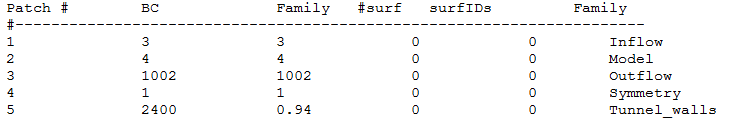 Patch # BC Family #surf surfIDs Family
#----------------------------------------------------------------------
1 3 3 0 0 Inflow
2 4 4 0 0 Model
3 1002 1002 0 0 Outflow
4 1 1 0 0 Symmetry
5 2400 0.94 0 0 Tunnel_walls